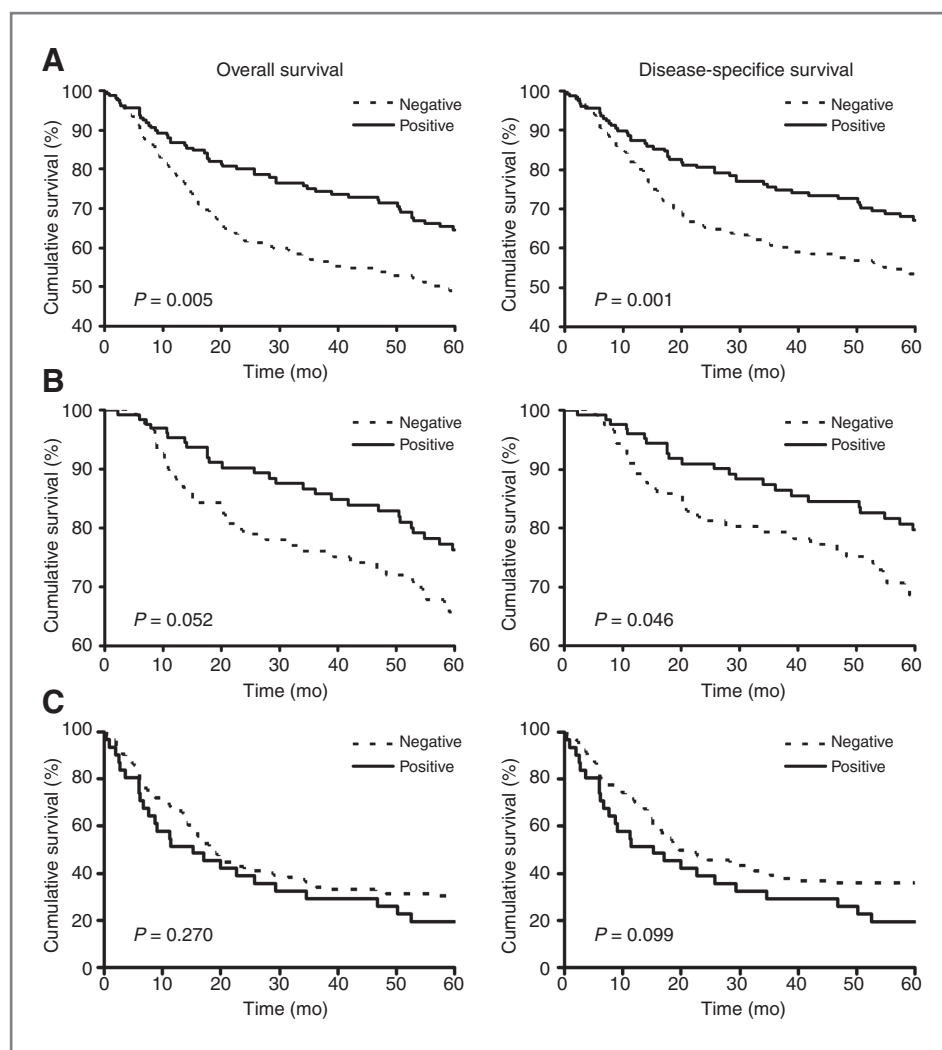 A
Overall survival
Disease-specifice survival
Cumulative survival (%)
100
90
80
70
60
50
40
Negative
Positive
P = 0.005
0 10 20 30 40 50 60
Time (mo)
Cumulative survival (%)
100
90
80
70
60
50
40
Negative
Positive
P = 0.001
0 10 20 30 40 50 60
Time (mo)
B
Cumulative survival (%)
100
90
80
70
60
Negative
Positive
P = 0.052
0 10 20 30 40 50 60
Time (mo)
Cumulative survival (%)
100
90
80
70
60
Negative
Positive
P = 0.046
0 10 20 30 40 50 60
Time (mo)
C
Cumulative survival (%)
100
80
60
40
20
0
Negative
Positive
P = 0.270
0 10 20 30 40 50 60
Time (mo)
Cumulative survival (%)
100
80
60
40
20
0
Negative
Positive
P = 0.099
0 10 20 30 40 50 60
Time (mo)